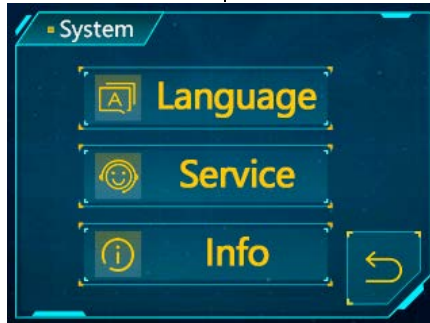 System
A
Language
Service
i
Info